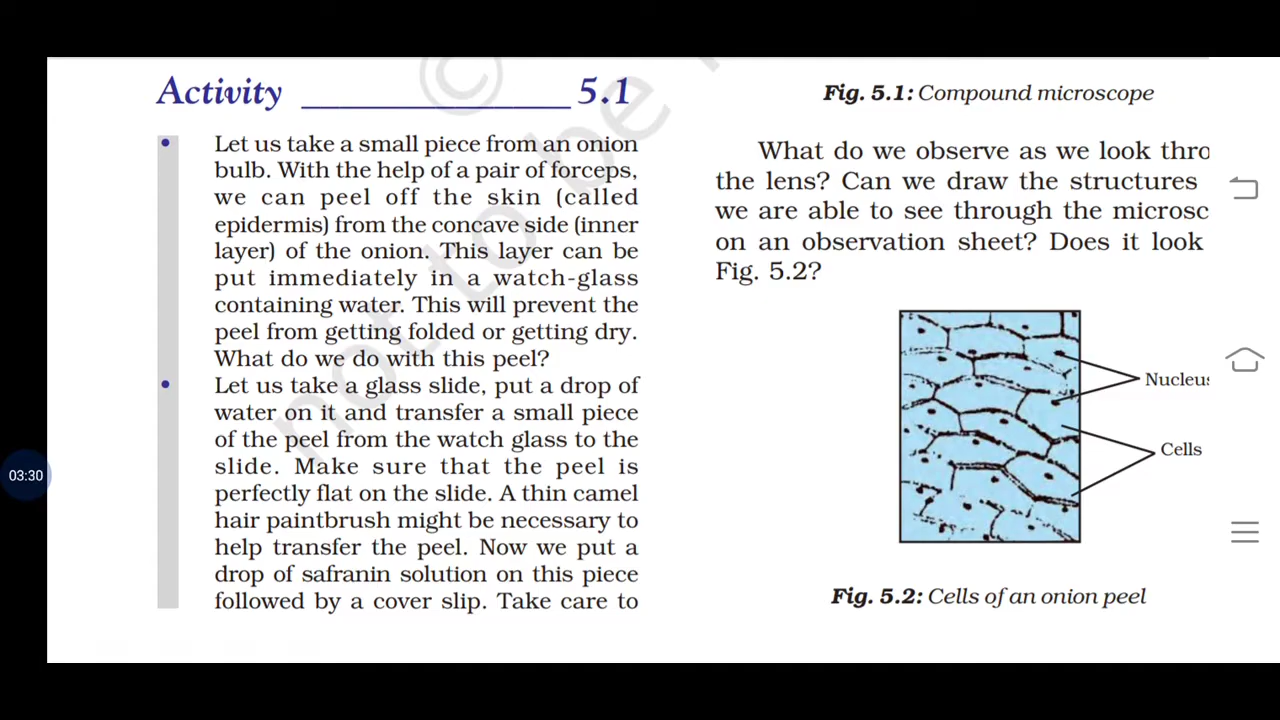 Activity 5.1
• Let us take a small piece from an onion
bulb. With the help of a pair of forceps,
we can peel off the skin (called
epidermis) from the concave side (inner
layer) of the onion. This layer can be
put immediately in a watch-glass
containing water. This will prevent the
peel from getting folded or getting dry.
What do we do with this peel?
• Let us take a glass slide, put a drop of
water on it and transfer a small piece
of the peel from the watch glass to the
slide. Make sure that the peel is
perfectly flat on the slide. A thin camel
hair paintbrush might be necessary to
help transfer the peel. Now we put a
drop of safranin solution on this piece
followed by a cover slip. Take care to
Fig. 5.1: Compound microscope
What do we observe as we look thro
the lens? Can we draw the structures
we are able to see through the microsc
on an observation sheet? Does it look
Fig. 5.2?
Nucleus
Cells
Fig. 5.2: Cells of an onion peel
03:30
© not to be